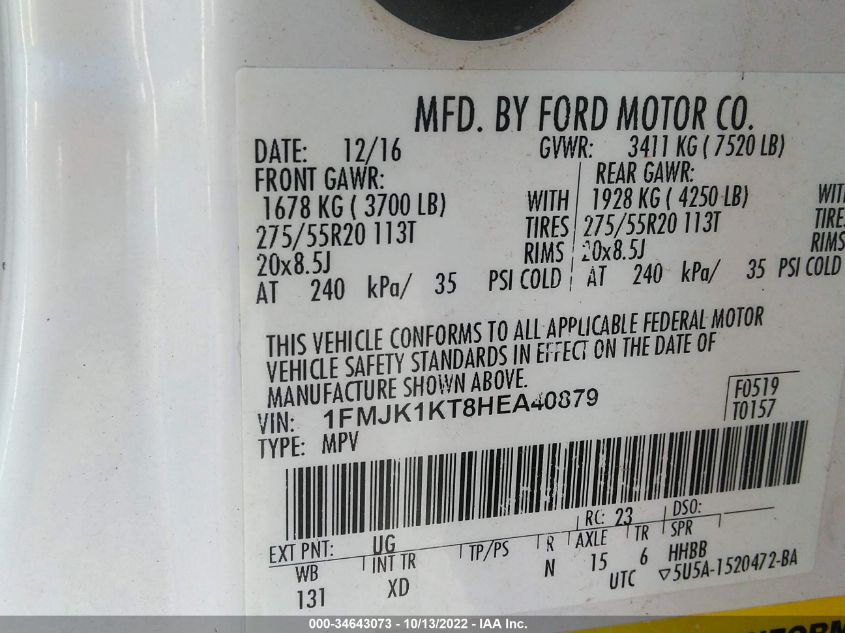 MFD. BY FORD MOTOR CO.
DATE: 12/16 GVWR: 3411 KG ( 7520 LB)
FRONT GAWR: REAR GAWR:
1678 KG ( 3700 LB) WITH 1928 KG ( 4250 LB) WITH
275/55R20 113T TIRES 275/55R20 113T TIRES
20x8.5J RIMS 20x8.5J RIMS
AT 240 kPa/ 35 PSI COLD AT 240 kPa/ 35 PSI COLD
THIS VEHICLE CONFORMS TO ALL APPLICABLE FEDERAL MOTOR
VEHICLE SAFETY STANDARDS IN EFFECT ON THE DATE OF
MANUFACTURE SHOWN ABOVE.
VIN: 1FMJK1KT8HEA40879 F0519
TYPE: MPV T0157
EXT PNT: UG RC: 23 DSO:
WB INT TR TP/PS R AXLE TR SPR
131 XD N 15 6 HHBB
UTC ▽5U5A-1520472-BA
000-34643073 - 10/13/2022 - IAA Inc.